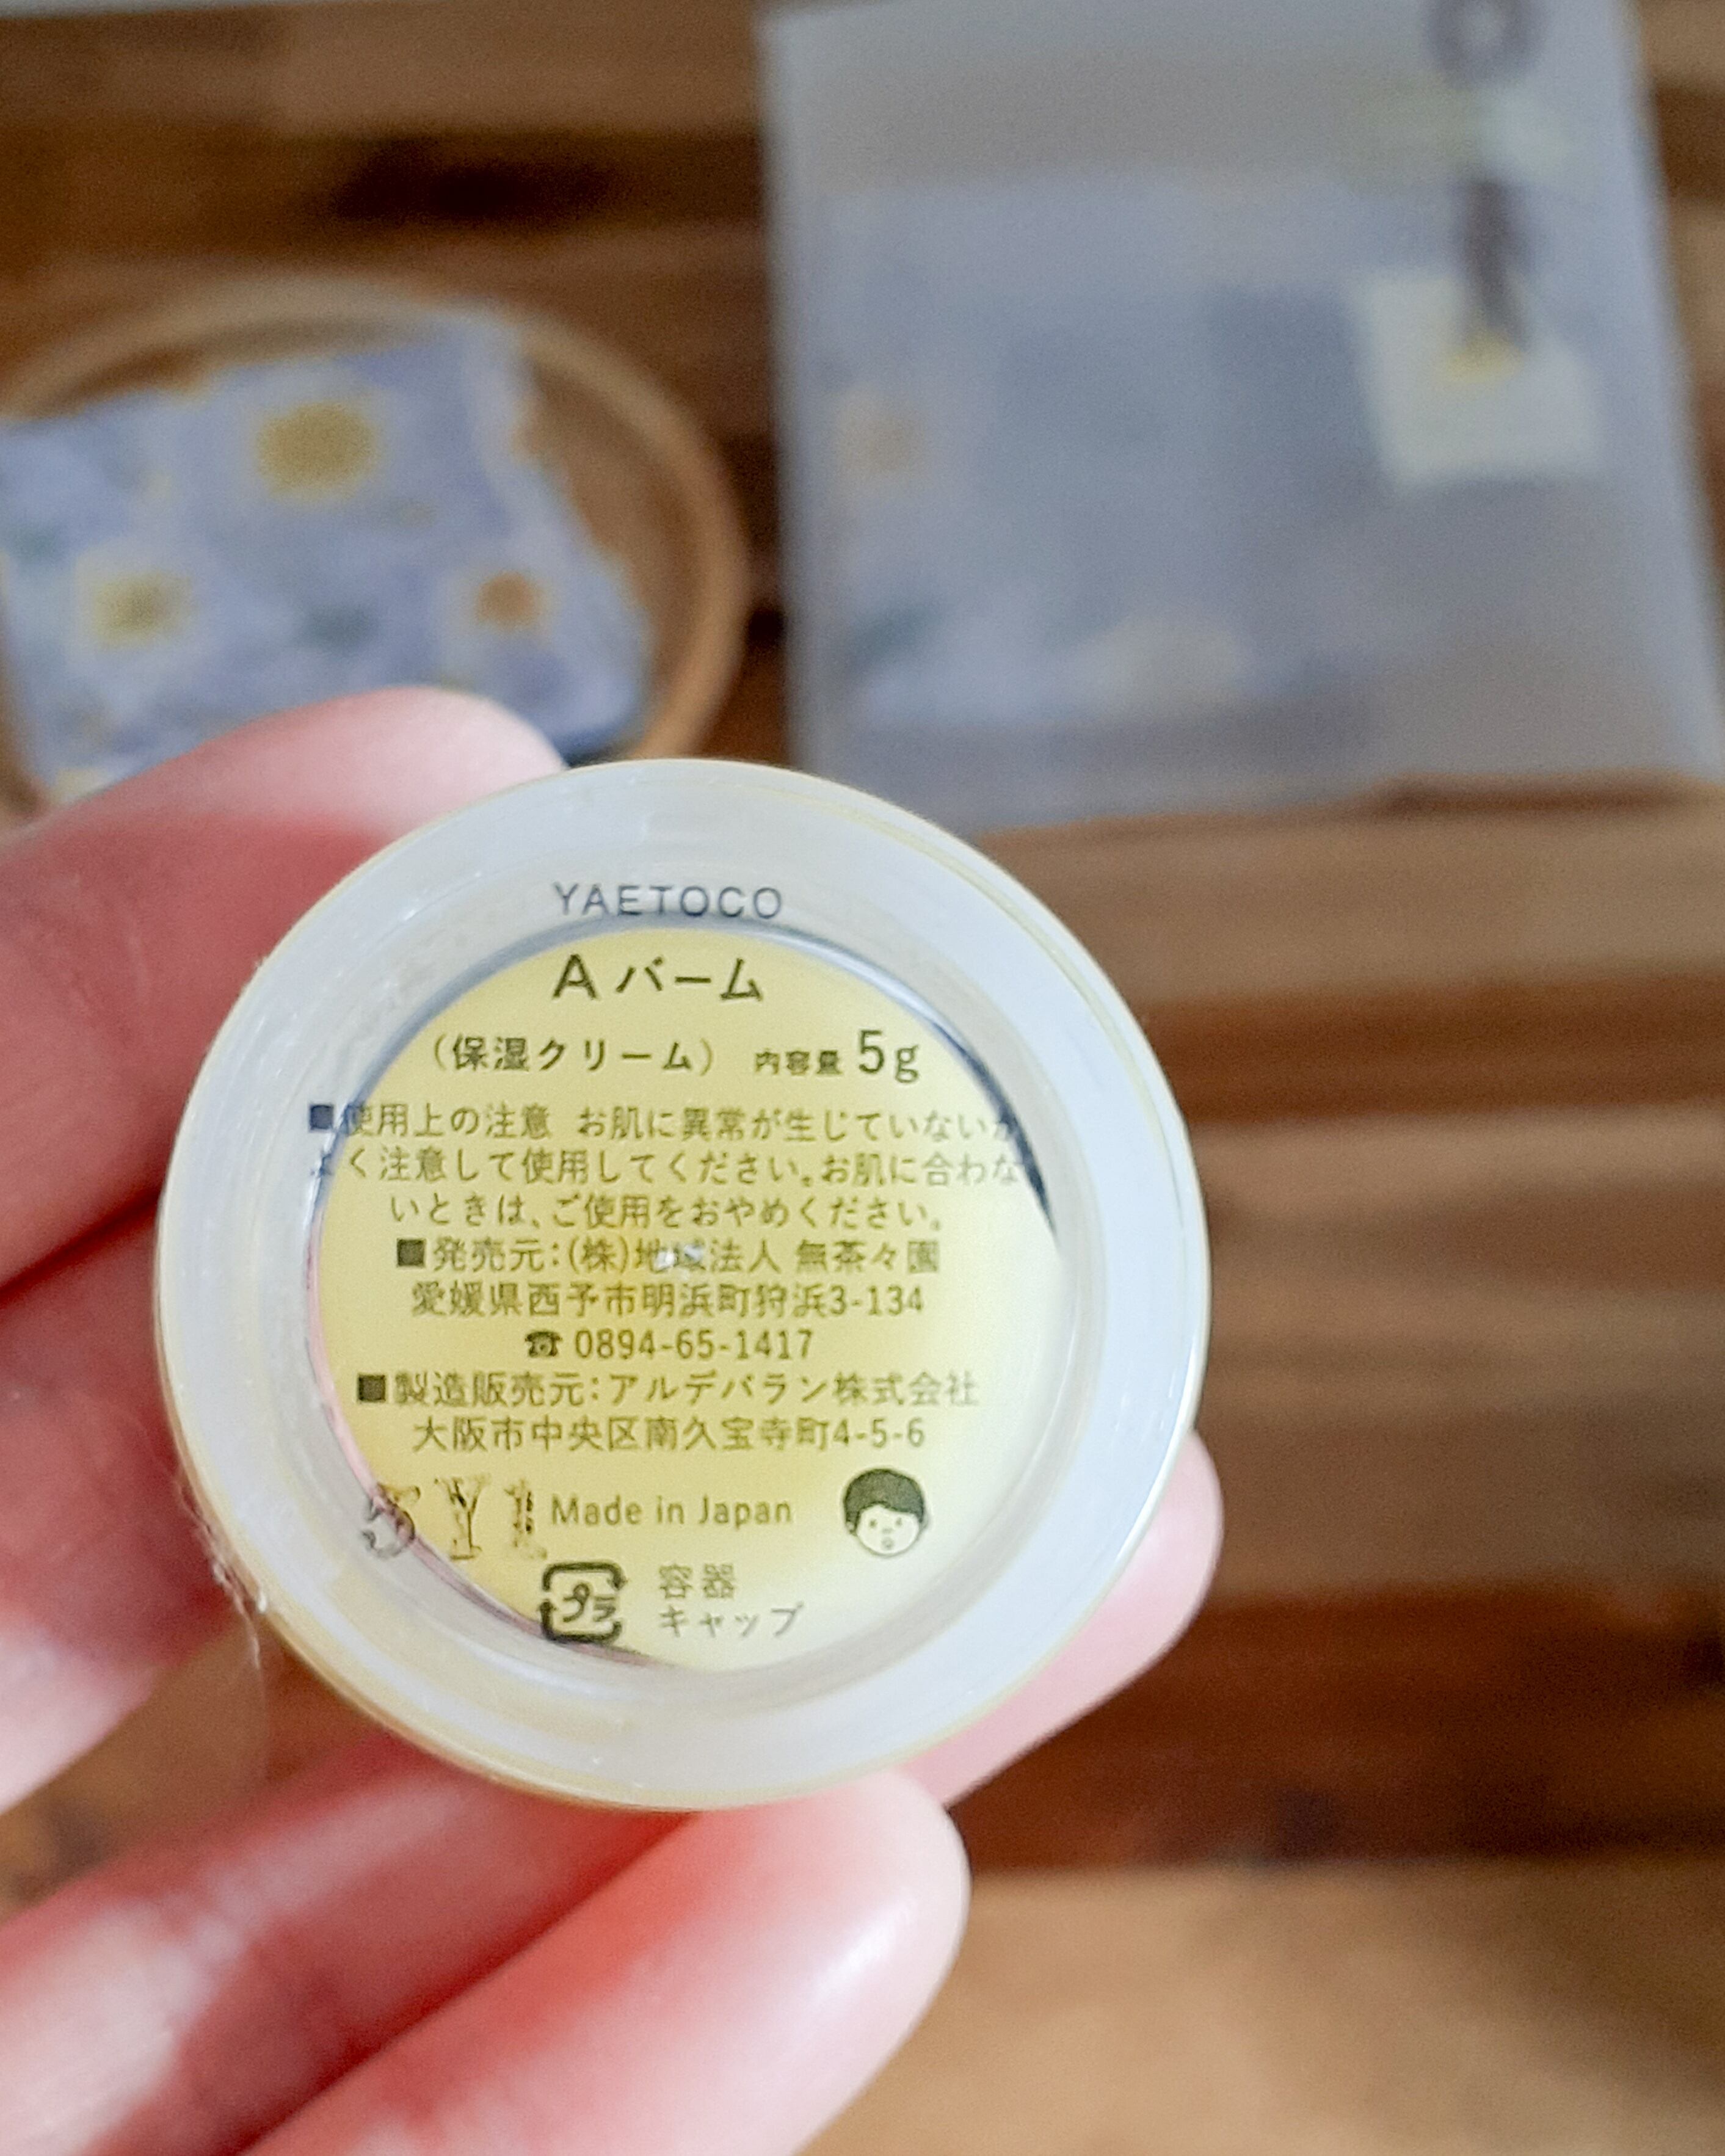 YAETOCO
A バーム
（保湿クリーム） 内容量 5g
■使用上の注意 お肌に異常が生じていないか
よく注意して使用してください。お肌に合わな
いときは、ご使用をおやめください。
■発売元：(株)地域法人 無茶々園
愛媛県西予市明浜町狩浜3-134
☎ 0894-65-1417
■製造販売元：アルデバラン株式会社
大阪市中央区南久宝寺町4-5-6
Made in Japan
プラ 容器
キャップ